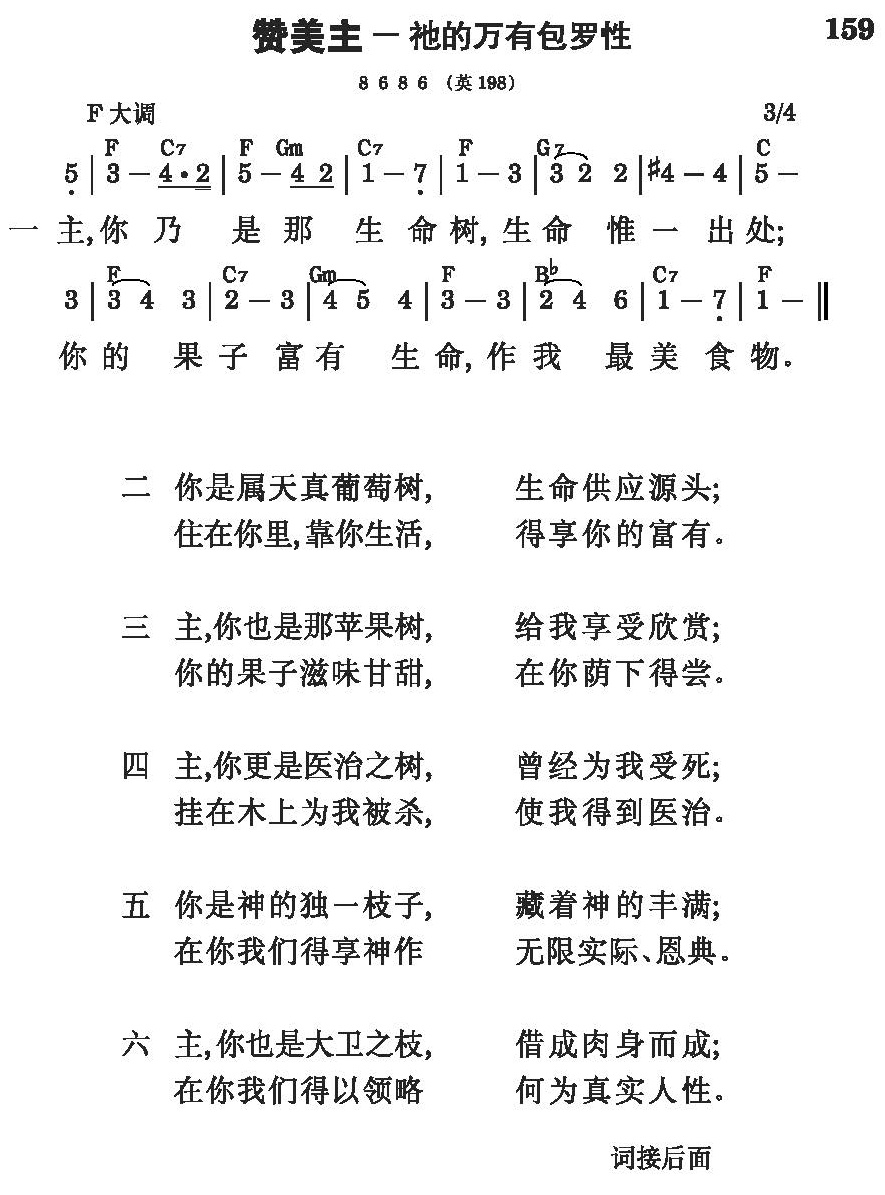 赞美主－祂的万有包罗性 159
8 6 8 6 （英 198）
F 大调 3/4
F C7 F Gm C7 F G7 C
5 | 3 – 4 • 2 | 5 – 4 2 | 1 – 7 | 1 – 3 | 3 2 2 | ♯4 – 4 | 5 –
一 主,你 乃 是 那 生 命 树, 生 命 惟 一 出 处;
F C7 Gm F B♭ C7 F
3 | 3 4 3 | 2 – 3 | 4 5 4 | 3 – 3 | 2 4 6 | 1 – 7 | 1 – ‖
你 的 果 子 富 有 生 命, 作 我 最 美 食 物。
二 你是属天真葡萄树, 生命供应源头;
住在你里,靠你生活, 得享你的富有。
三 主,你也是那苹果树, 给我享受欣赏;
你的果子滋味甘甜, 在你荫下得尝。
四 主,你更是医治之树, 曾经为我受死;
挂在木上为我被杀, 使我得到医治。
五 你是神的独一枝子, 藏着神的丰满;
在你我们得享神作 无限实际、恩典。
六 主,你也是大卫之枝, 借成肉身而成;
在你我们得以领略 何为真实人性。
词接后面